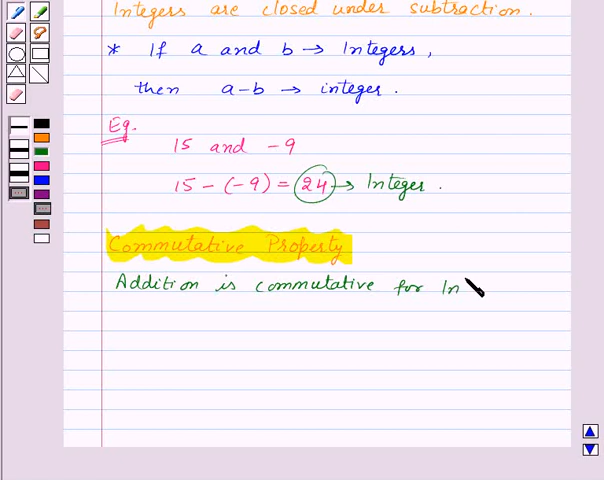 Integers are closed under subtraction.
* If a and b → Integers,
then a-b → integer.
Eg.
15 and -9
15 - (-9) = 24 → Integer.
Commutative Property
Addition is commutative for In